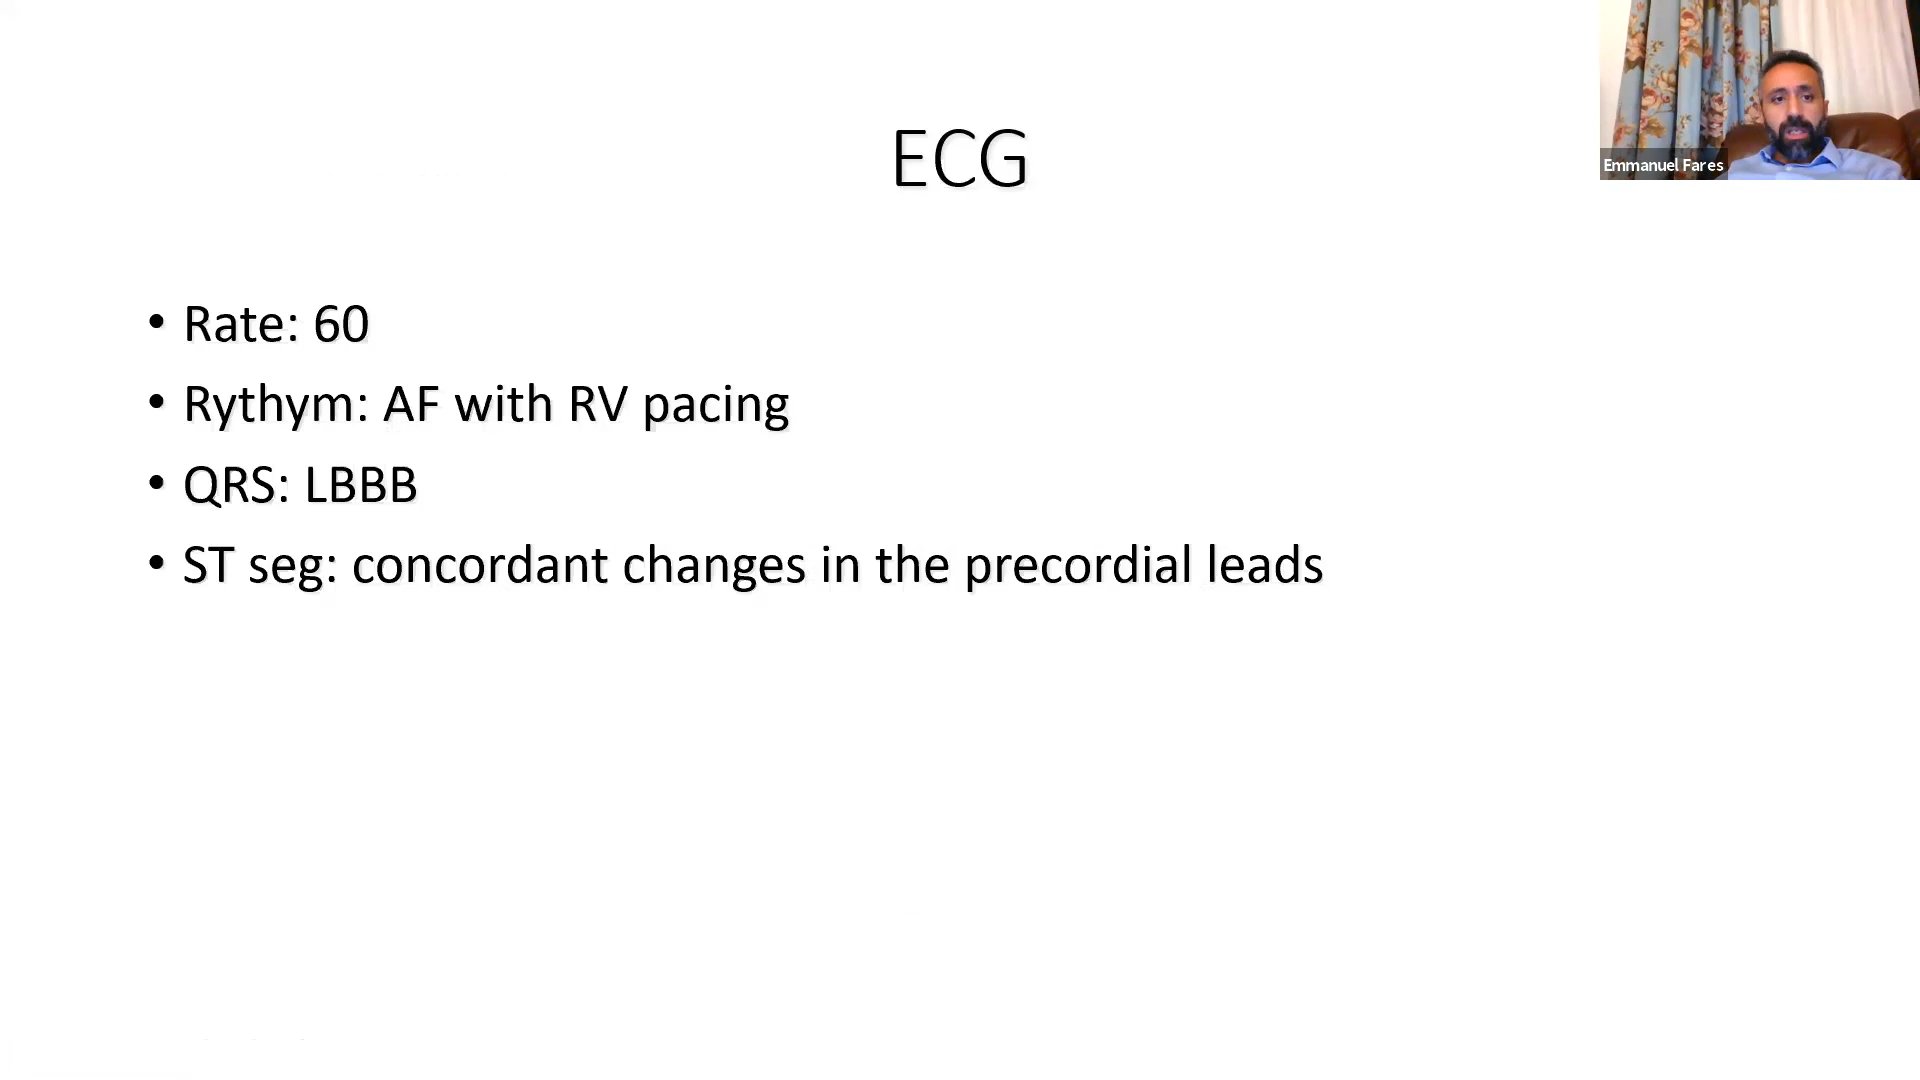 ECG
Emmanuel Fares
• Rate: 60
• Rythym: AF with RV pacing
• QRS: LBBB
• ST seg: concordant changes in the precordial leads